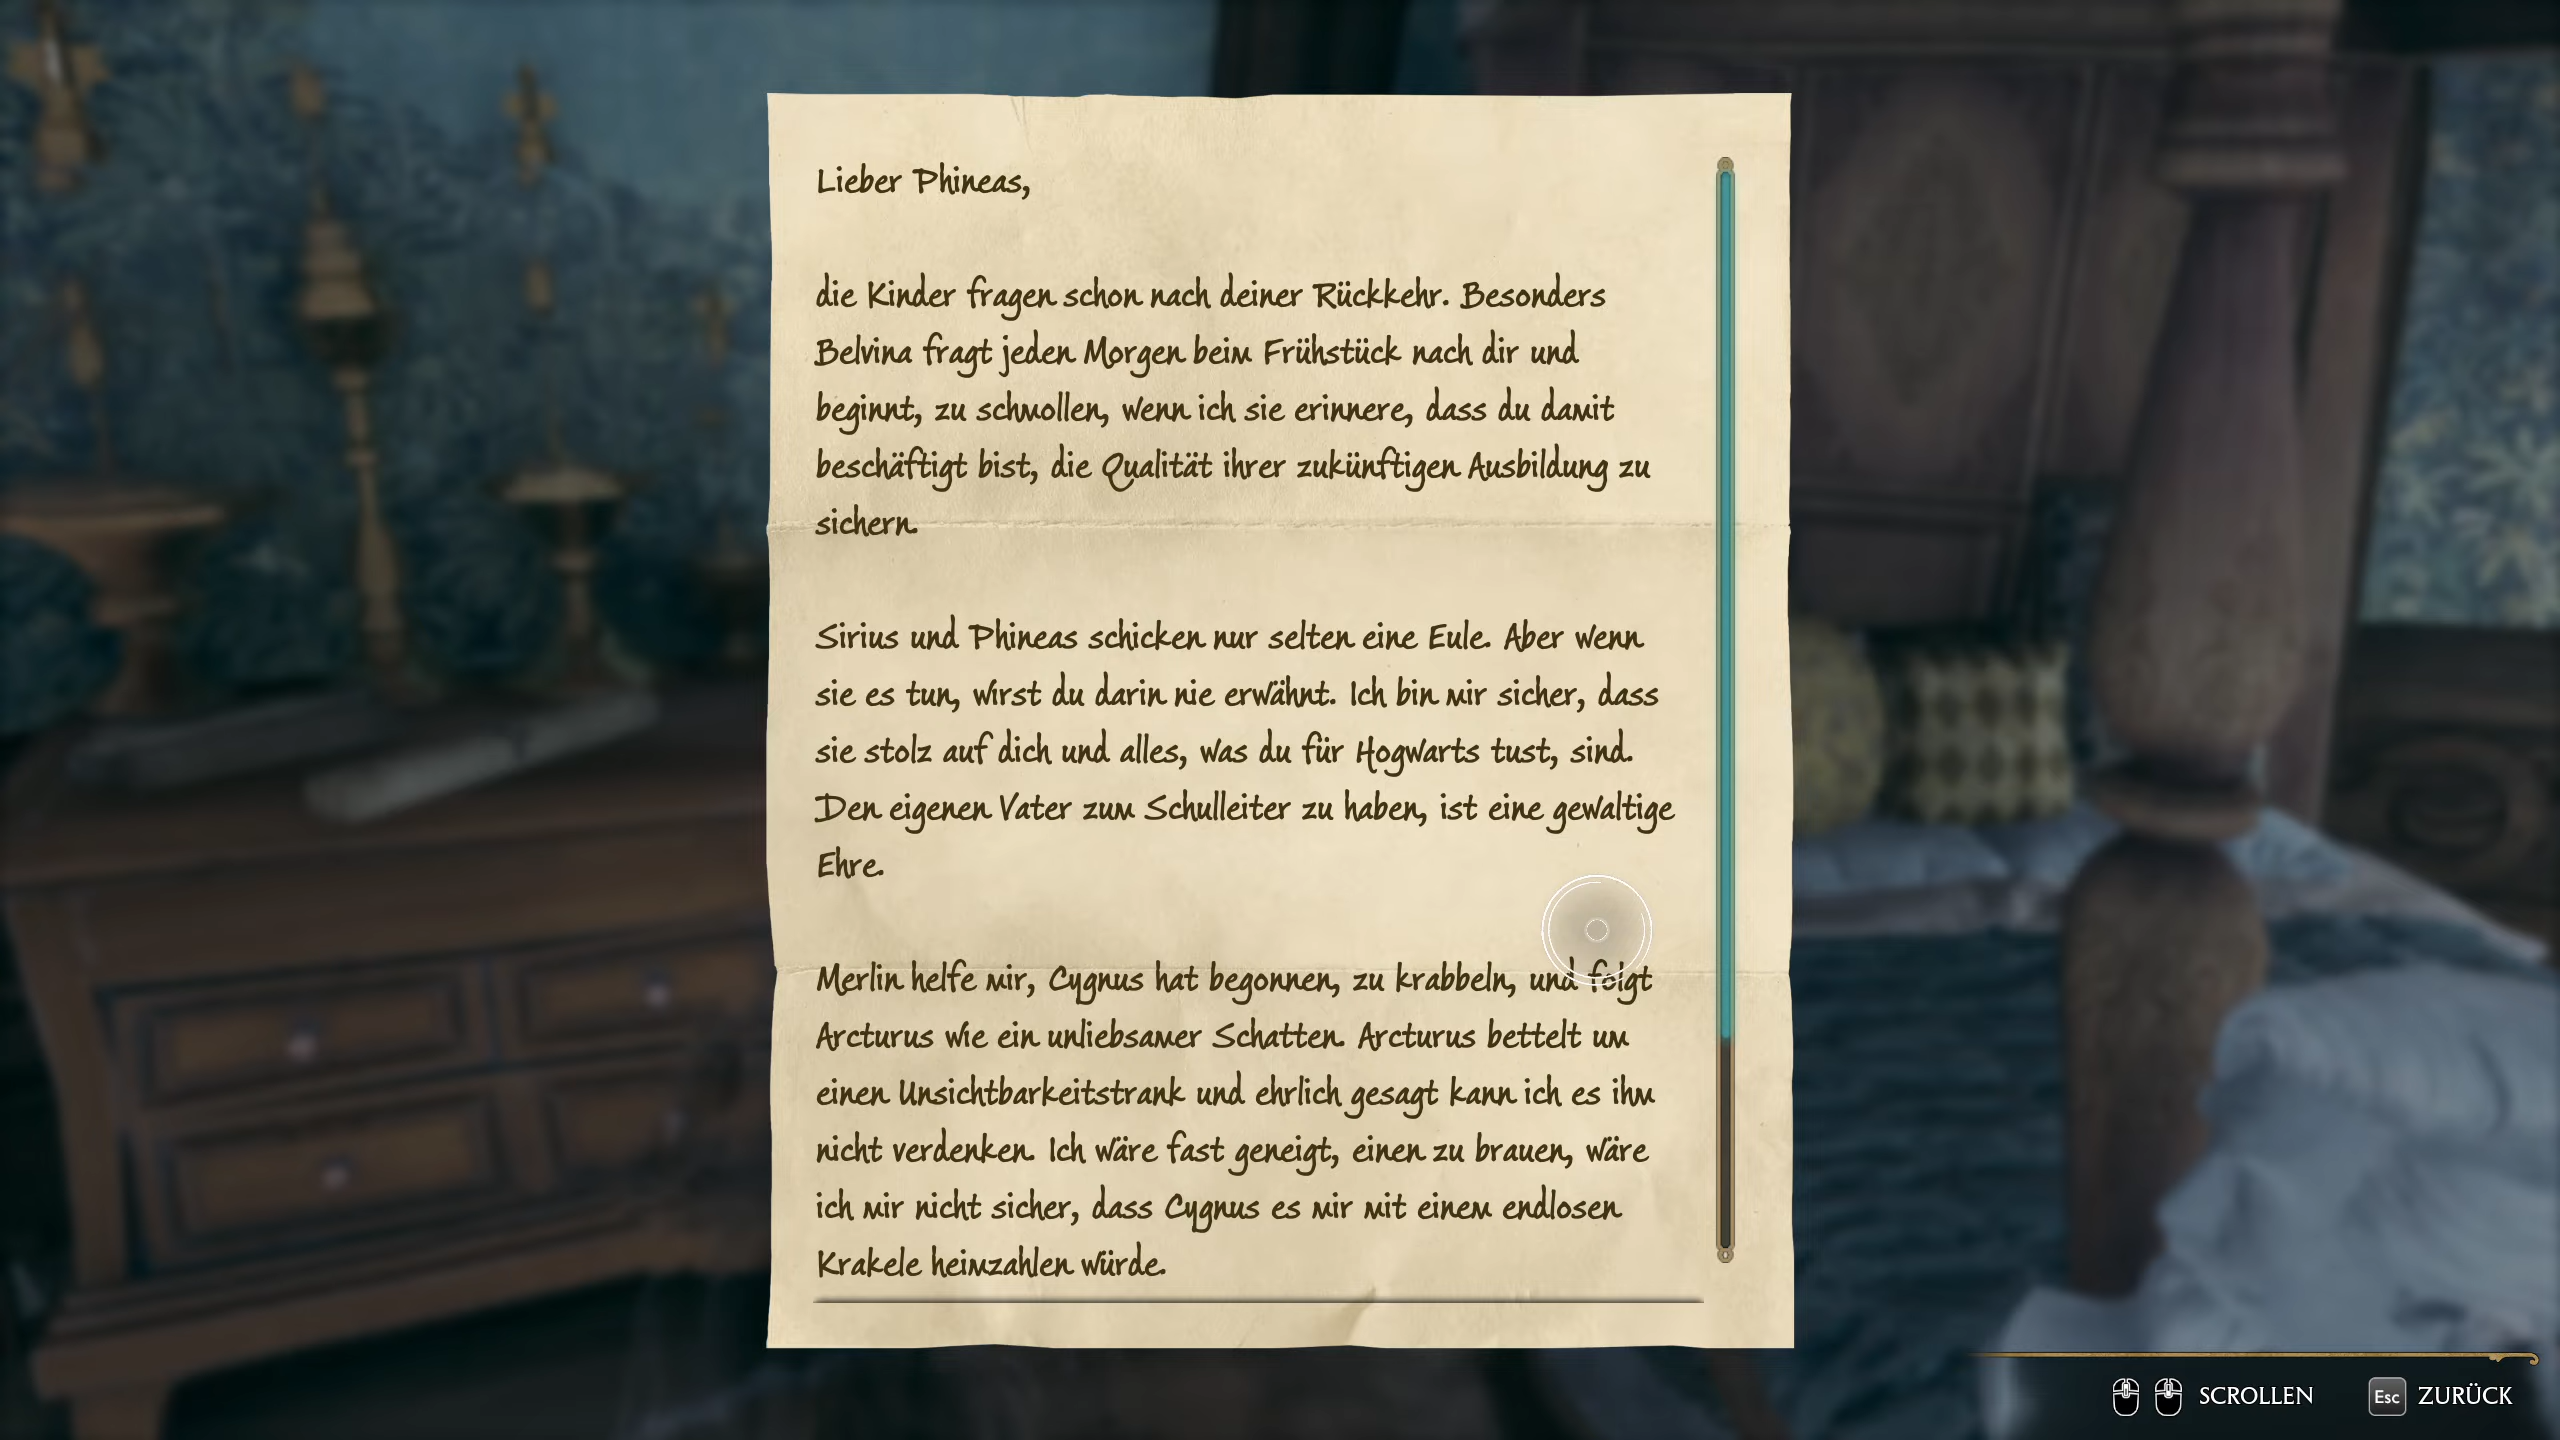 Lieber Phineas,
die Kinder fragen schon nach deiner Rückkehr. Besonders
Belvina fragt jeden Morgen beim Frühstück nach dir und
beginnt, zu schmollen, wenn ich sie erinnere, dass du damit
beschäftigt bist, die Qualität ihrer zukünftigen Ausbildung zu
sichern.
Sirius und Phineas schicken nur selten eine Eule. Aber wenn
sie es tun, wirst du darin nie erwähnt. Ich bin mir sicher, dass
sie stolz auf dich und alles, was du für Hogwarts tust, sind.
Den eigenen Vater zum Schulleiter zu haben, ist eine gewaltige
Ehre.
Merlin helfe mir, Cygnus hat begonnen, zu krabbeln, und folgt
Arcturus wie ein unliebsamer Schatten. Arcturus bettelt um
einen Unsichtbarkeitstrank und ehrlich gesagt kann ich es ihm
nicht verdenken. Ich wäre fast geneigt, einen zu brauen, wäre
ich mir nicht sicher, dass Cygnus es mir mit einem endlosen
Krakele heimzahlen würde.
SCROLLEN
Esc ZURÜCK